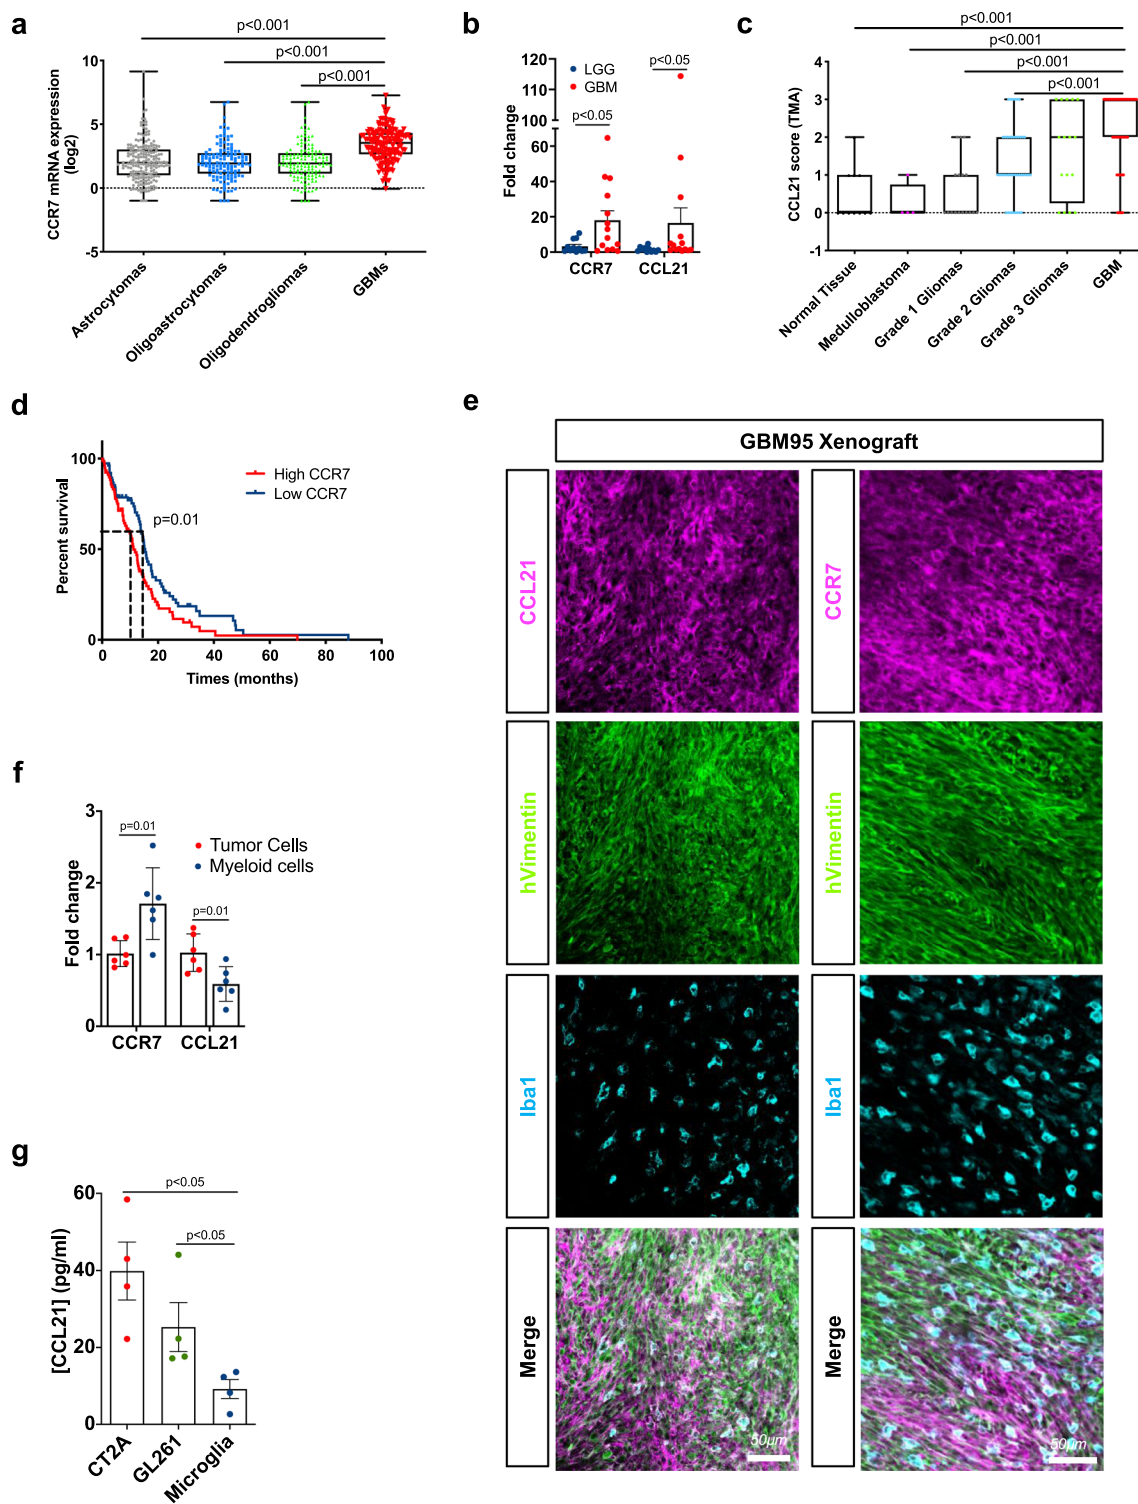 a
p<0.001
p<0.001
p<0.001
CCR7 mRNA expression
(log2)
10
5
0
-5
Astrocytomas
Oligoastrocytomas
Oligodendrogliomas
GBMs
b
LGG
GBM
p<0.05
p<0.05
Fold change
120
110
100
60
40
20
0
CCR7
CCL21
c
p<0.001
p<0.001
p<0.001
p<0.001
CCL21 score (TMA)
4
3
2
1
0
-1
Normal Tissue
Medulloblastoma
Grade 1 Gliomas
Grade 2 Gliomas
Grade 3 Gliomas
GBM
d
High CCR7
Low CCR7
p=0.01
Percent survival
100
50
0
0 20 40 60 80 100
Times (months)
e
GBM95 Xenograft
CCL21
CCR7
hVimentin
hVimentin
Iba1
Iba1
Merge
Merge
50µm
50µm
f
p=0.01
Tumor Cells
Myeloid cells
p=0.01
Fold change
3
2
1
0
CCR7
CCL21
g
p<0.05
p<0.05
[CCL21] (pg/ml)
60
40
20
0
CT2A
GL261
Microglia